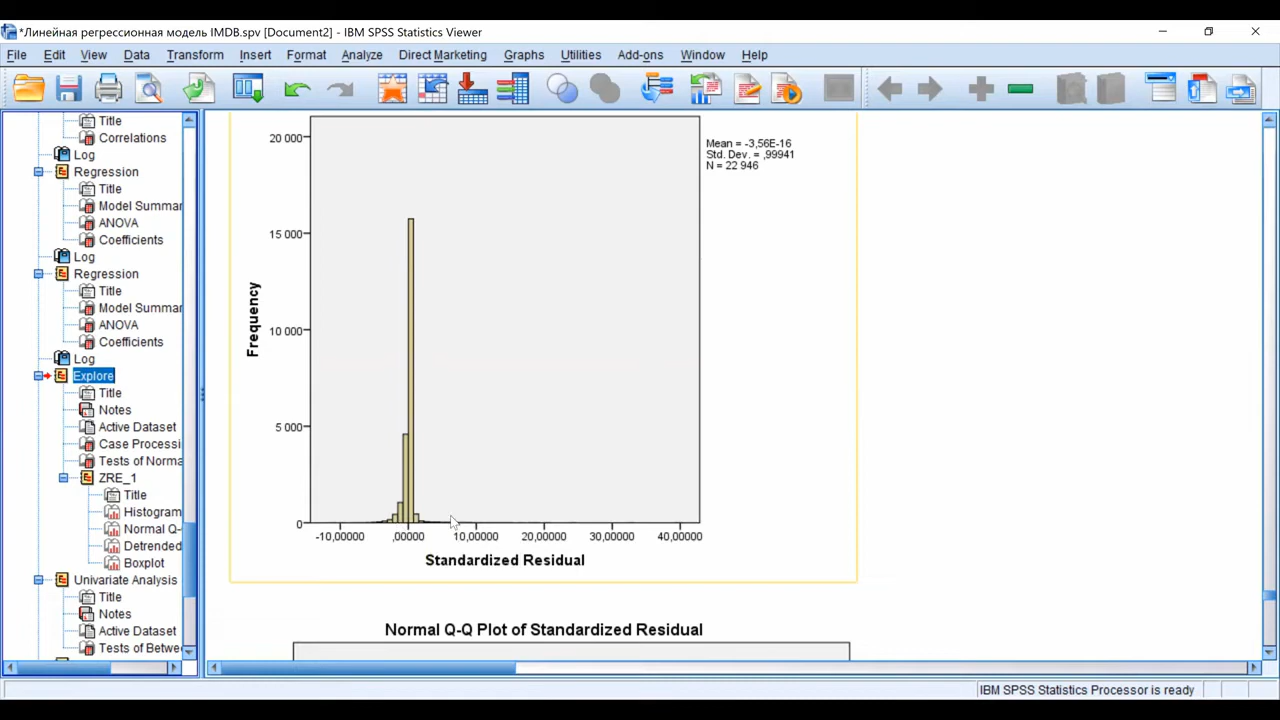 *Линейная регрессионная модель IMDB.spv [Document2] - IBM SPSS Statistics Viewer
File Edit View Data Transform Insert Format Analyze Direct Marketing Graphs Utilities Add-ons Window Help
Title
Correlations
Log
Regression
Title
Model Summar
ANOVA
Coefficients
Log
Regression
Title
Model Summar
ANOVA
Coefficients
Log
Explore
Title
Notes
Active Dataset
Case Processi
Tests of Norma
ZRE_1
Title
Histogram
Normal Q-
Detrended
Boxplot
Univariate Analysis
Title
Notes
Active Dataset
Tests of Betwe
20 000
15 000
10 000
5 000
0
Frequency
-10,00000 ,00000 10,00000 20,00000 30,00000 40,00000
Standardized Residual
Mean = -3,56E-16
Std. Dev. = ,99941
N = 22 946
Normal Q-Q Plot of Standardized Residual
IBM SPSS Statistics Processor is ready